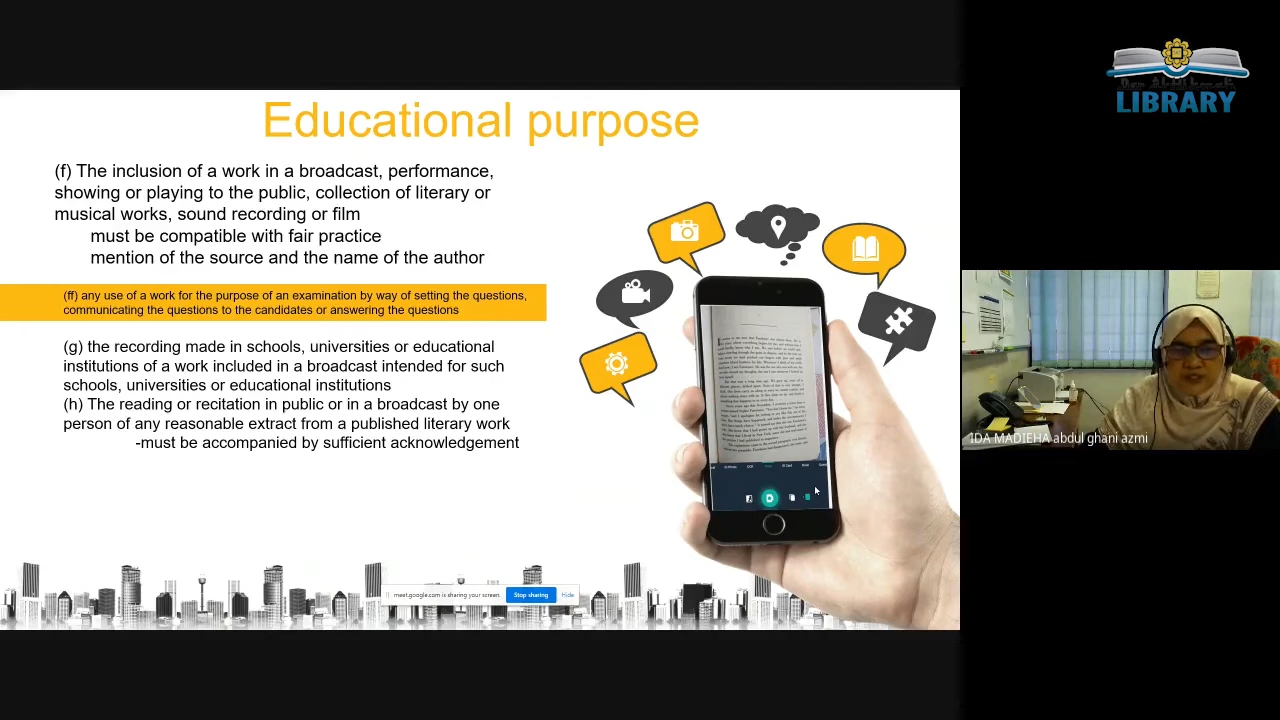 Educational purpose
(f) The inclusion of a work in a broadcast, performance,
showing or playing to the public, collection of literary or
musical works, sound recording or film
must be compatible with fair practice
mention of the source and the name of the author
(ff) any use of a work for the purpose of an examination by way of setting the questions,
communicating the questions to the candidates or answering the questions
(g) the recording made in schools, universities or educational
institutions of a work included in a broadcast intended for such
schools, universities or educational institutions
The reading or recitation in public or in a broadcast by one
person of any reasonable extract from a published literary work
-must be accompanied by sufficient acknowledgement
meet.google.com is sharing your screen.
Stop sharing
Hide
LIBRARY
IDA MADIEHA abdul ghani azmi